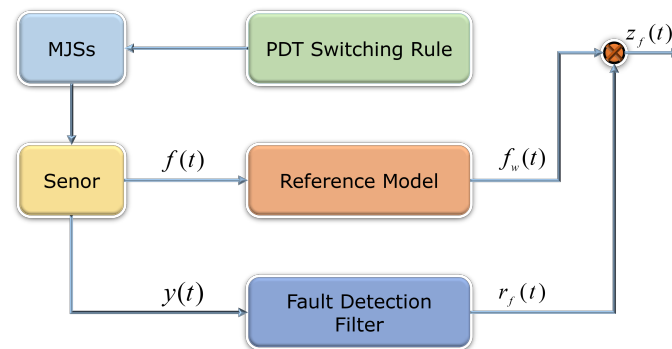 MJSs
PDT Switching Rule
z_f(t)
Senor
f(t)
Reference Model
f_w(t)
y(t)
Fault Detection
Filter
r_f(t)